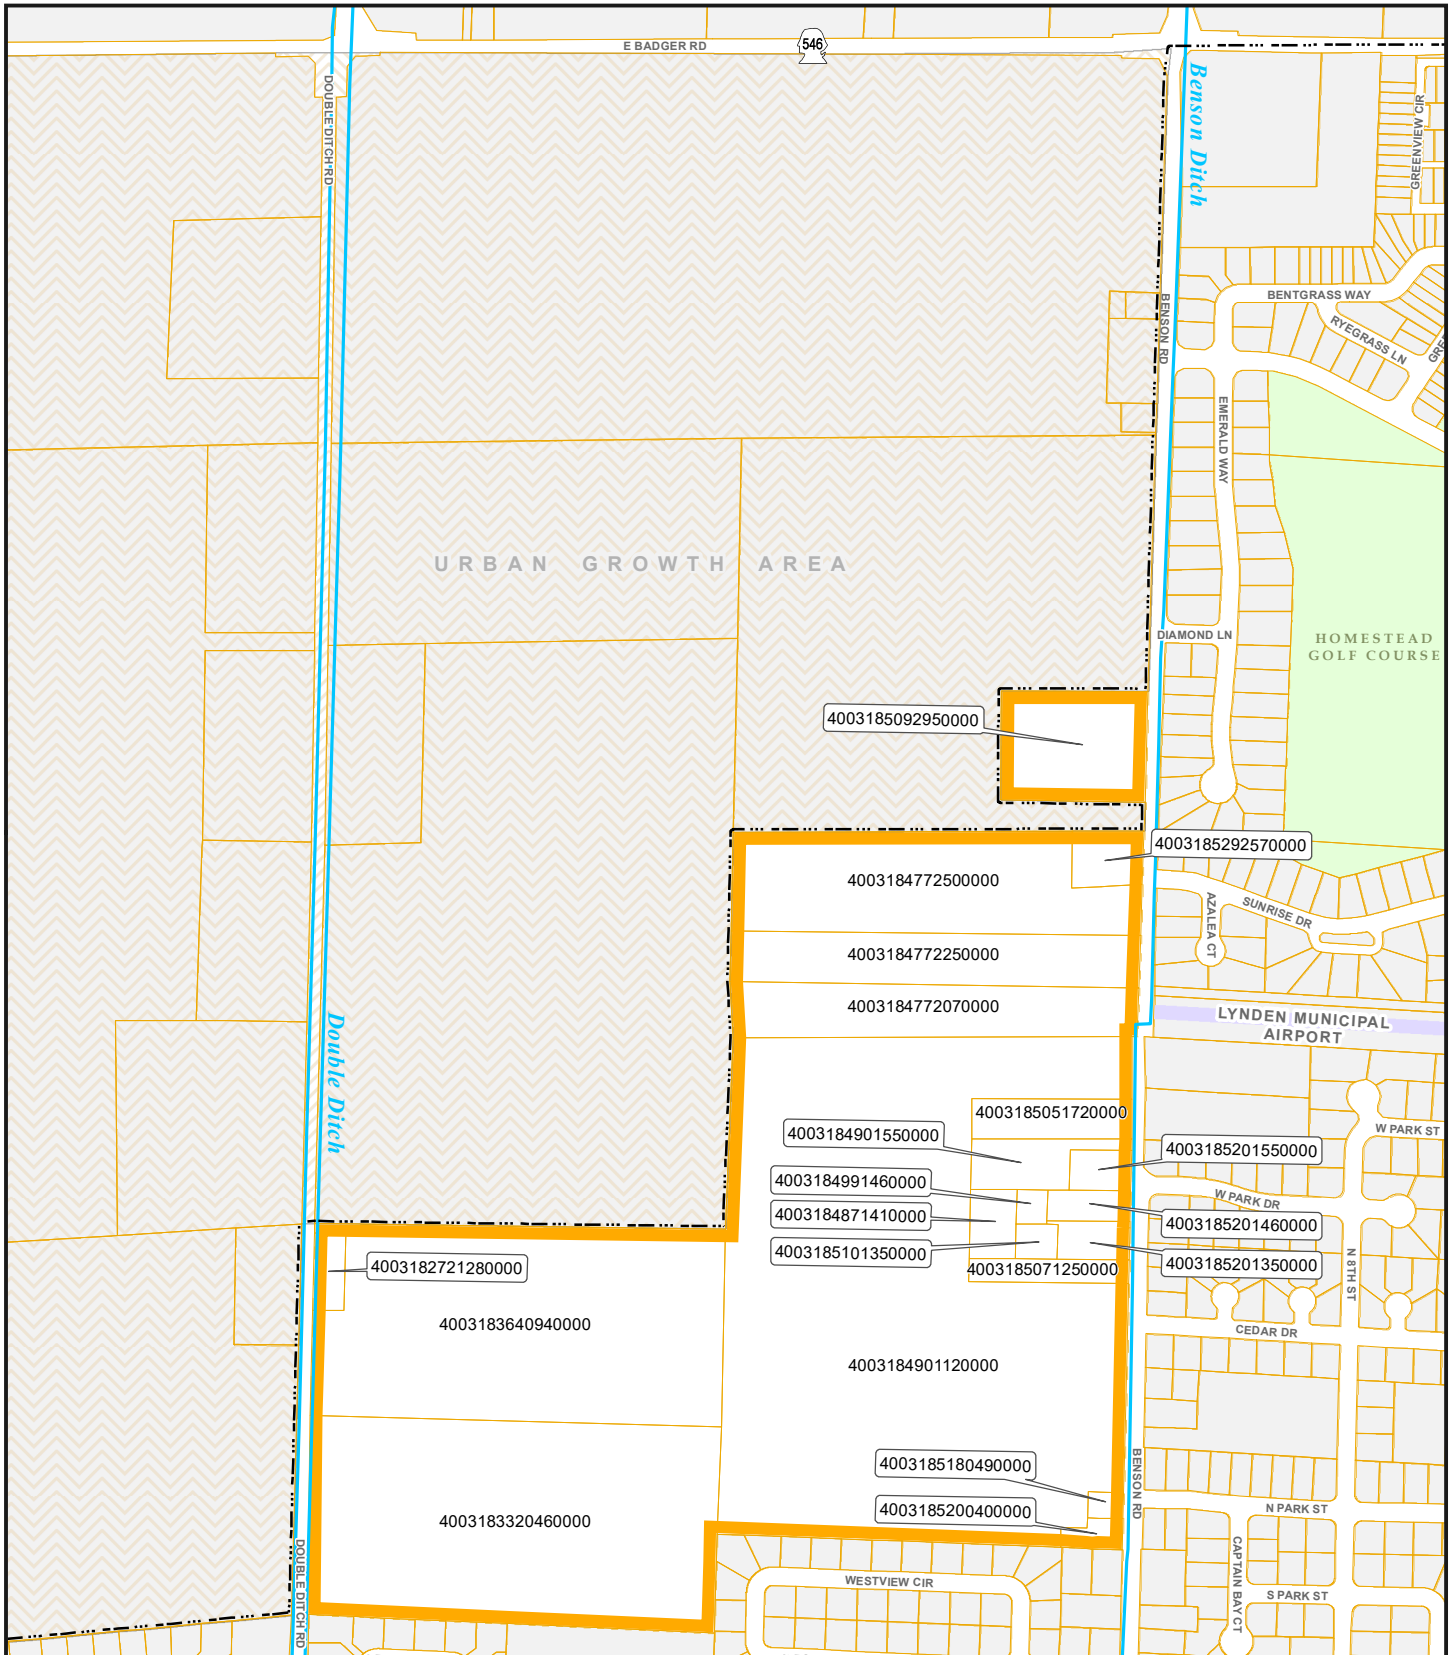 E BADGER RD
546
DOUBLE DITCH RD
Benson Ditch
GREENVIEW CIR
BENTGRASS WAY
BENSON RD
RYEGRASS LN
EMERALD WAY
URBAN GROWTH AREA
DIAMOND LN
HOMESTEAD
GOLF COURSE
4003185092950000
4003185292570000
4003184772500000
AZALEA CT
SUNRISE DR
4003184772250000
4003184772070000
LYNDEN MUNICIPAL
AIRPORT
Double Ditch
4003185051720000
W PARK ST
4003184901550000
4003185201550000
4003184991460000
W PARK DR
4003184871410000
4003185201460000
4003185101350000
4003185201350000
4003182721280000
4003185071250000
N 8TH ST
4003183640940000
CEDAR DR
4003184901120000
4003185180490000
BENSON RD
4003185200400000
N PARK ST
4003183320460000
DOUBLE DITCH RD
WESTVIEW CIR
CAPTAIN BAY CT
S PARK ST